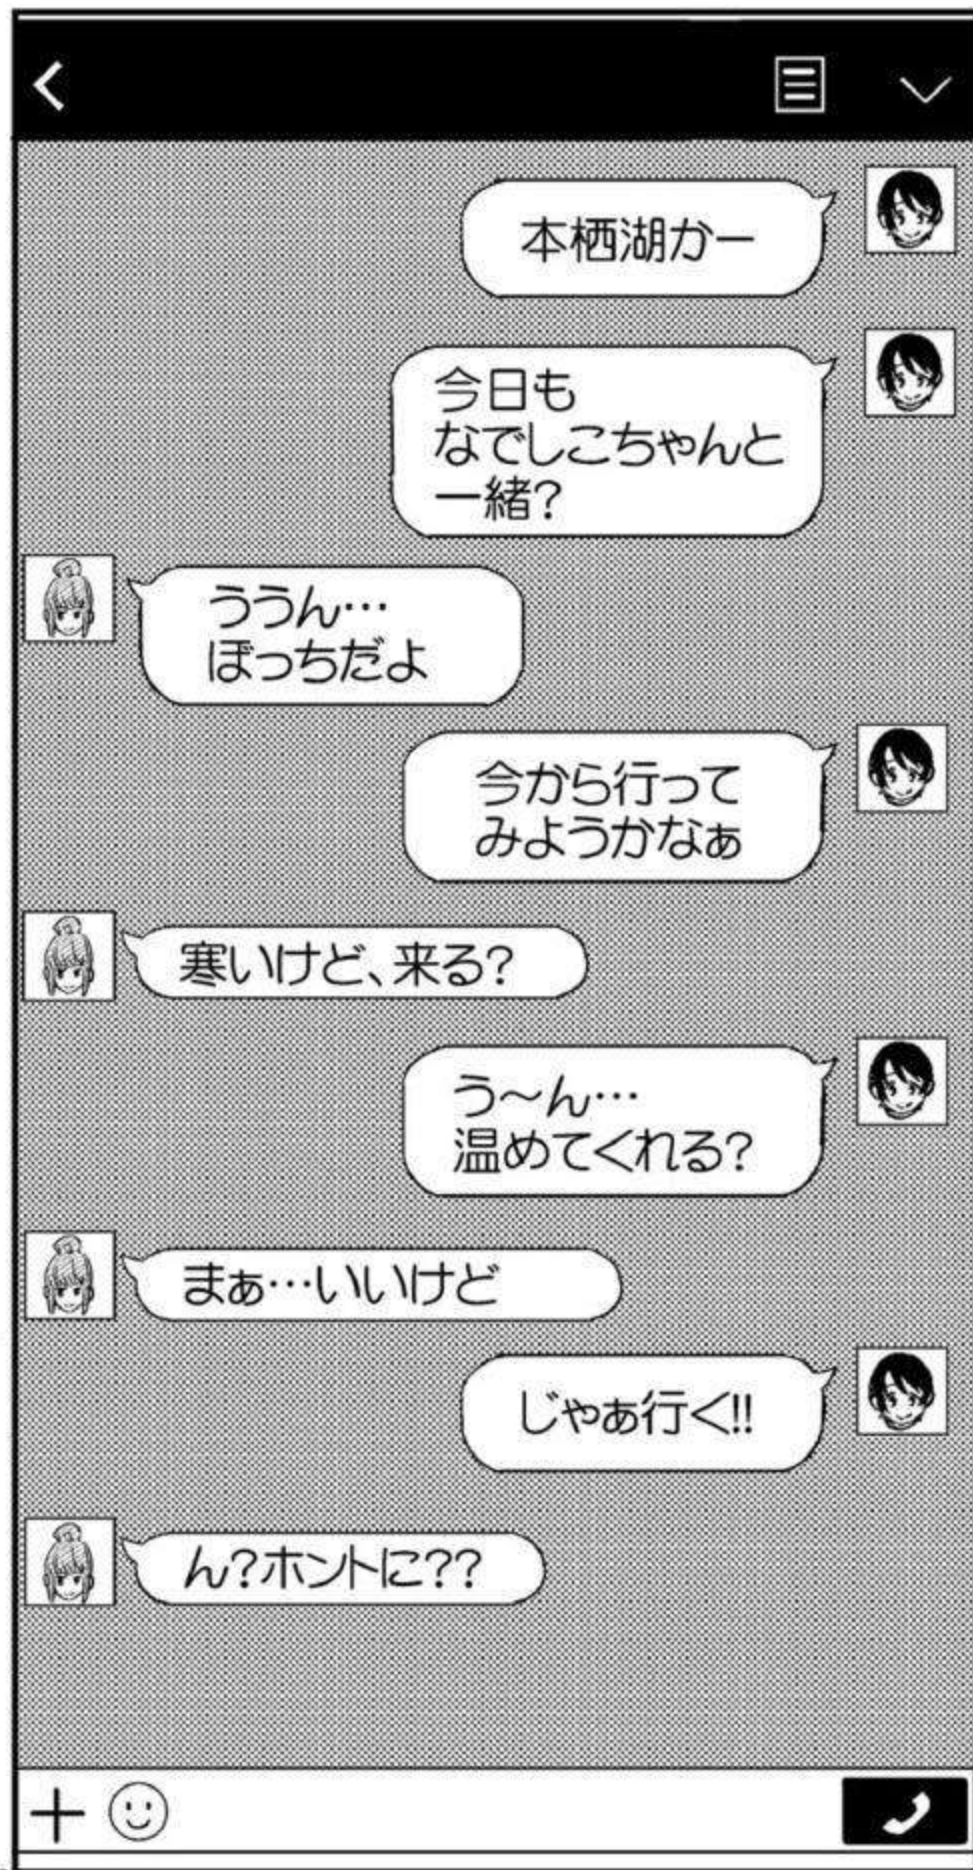 本栖湖かー
今日も
なでしこちゃんと
一緒?
ううん…
ぼっちだよ
今から行って
みようかなぁ
寒いけど、来る?
う～ん…
温めてくれる?
まぁ…いいけど
じゃぁ行く!!
ん?ホントに??